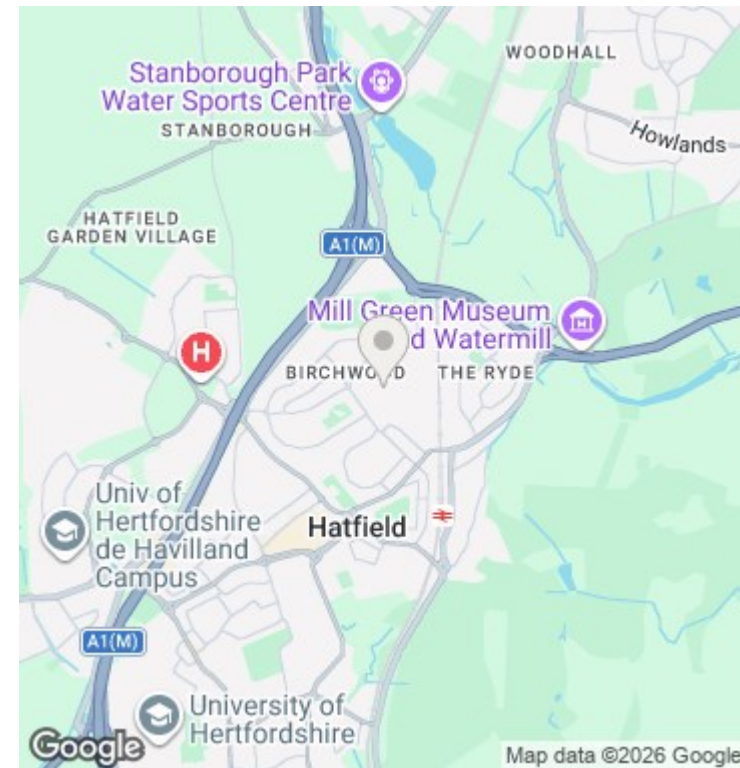 WOODHALL
Stanborough Park
Water Sports Centre
STANBOROUGH
Howlands
HATFIELD
GARDEN VILLAGE
A1(M)
Mill Green Museum
d Watermill
H
BIRCHWOOD
THE RYDE
Univ of
Hertfordshire
de Havilland
Campus
Hatfield
A1(M)
University of
Hertfordshire
Google
Map data ©2026 Google